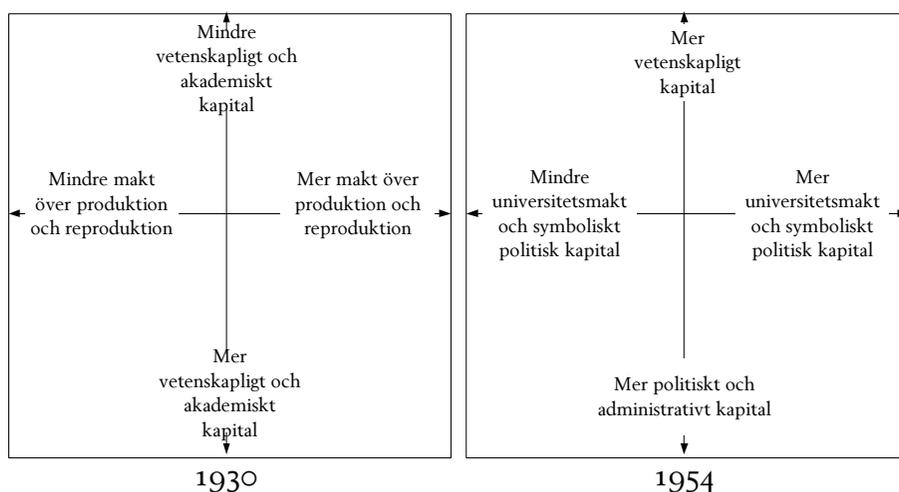 Mindre
vetenskapligt och
akademiskt
kapital
Mindre makt
över produktion
och reproduktion
Mer makt över
produktion och
reproduktion
Mer
vetenskapligt och
akademiskt
kapital
1930
Mer
vetenskapligt
kapital
Mindre
universitetsmakt
och symboliskt
politisk kapital
Mer
universitetsmakt
och symboliskt
politiskt kapital
Mer politiskt och
administrativt kapital
1954